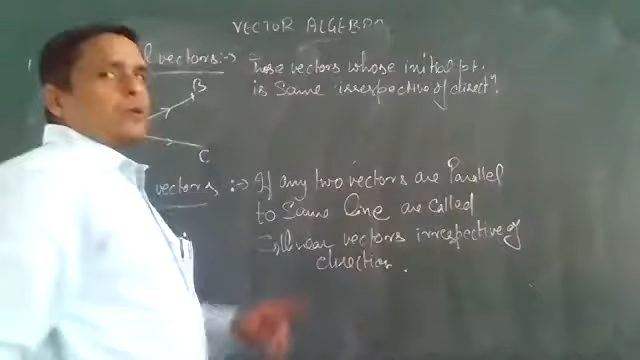 VECTOR ALGEBRA
l vectors :→ Those vectors whose initial pt.
is Same irrespective of directⁿ.
B
C
vectors :→ If any two vectors are Parallel
to Same line are called
Collinear vectors irrespective of
direction.